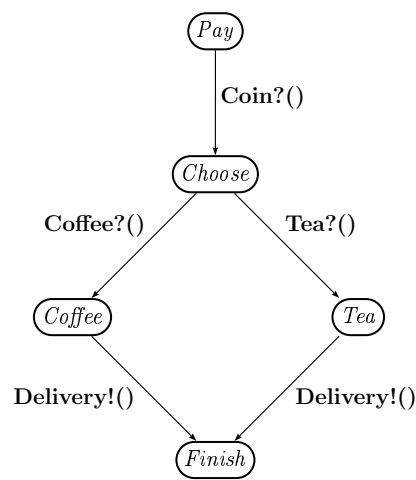 Pay
Coin?()
Choose
Coffee?()
Tea?()
Coffee
Tea
Delivery!()
Delivery!()
Finish